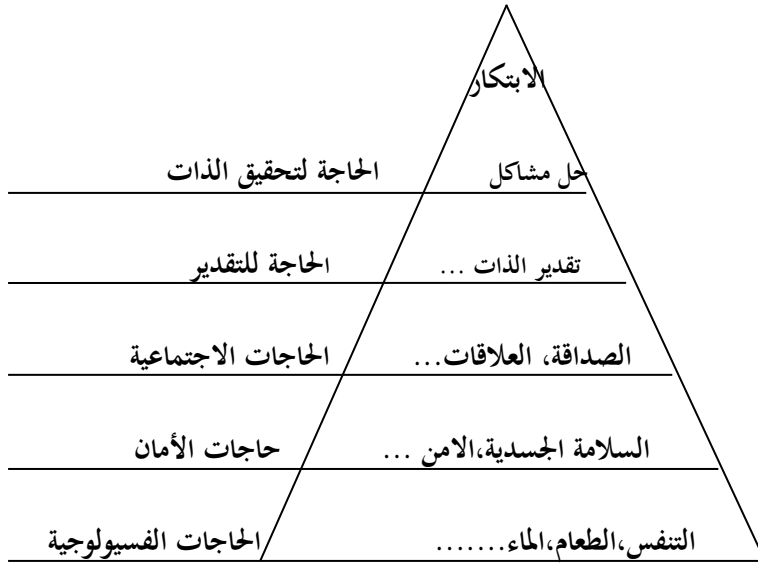 الابتكار
حل مشاكل الحاجة لتحقيق الذات
تقدير الذات ... الحاجة للتقدير
الصداقة، العلاقات... الحاجات الاجتماعية
السلامة الجسدية،الامن ... حاجات الأمان
التنفس،الطعام،الماء....... الحاجات الفسيولوجية